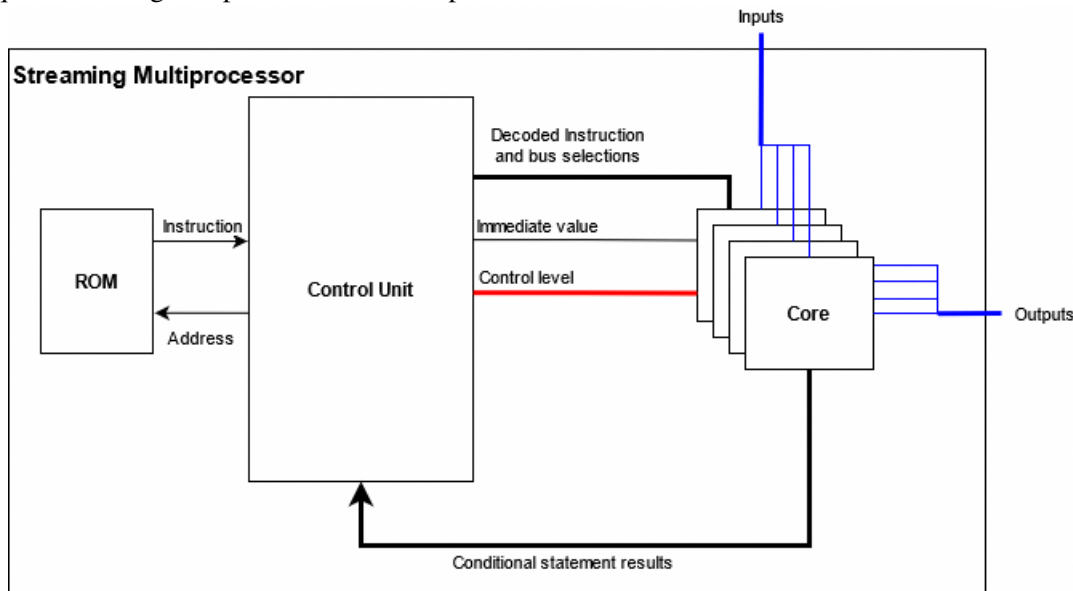 Inputs
Streaming Multiprocessor
Decoded Instruction
and bus selections
Instruction
Immediate value
ROM
Control Unit
Control level
Core
Outputs
Address
Conditional statement results